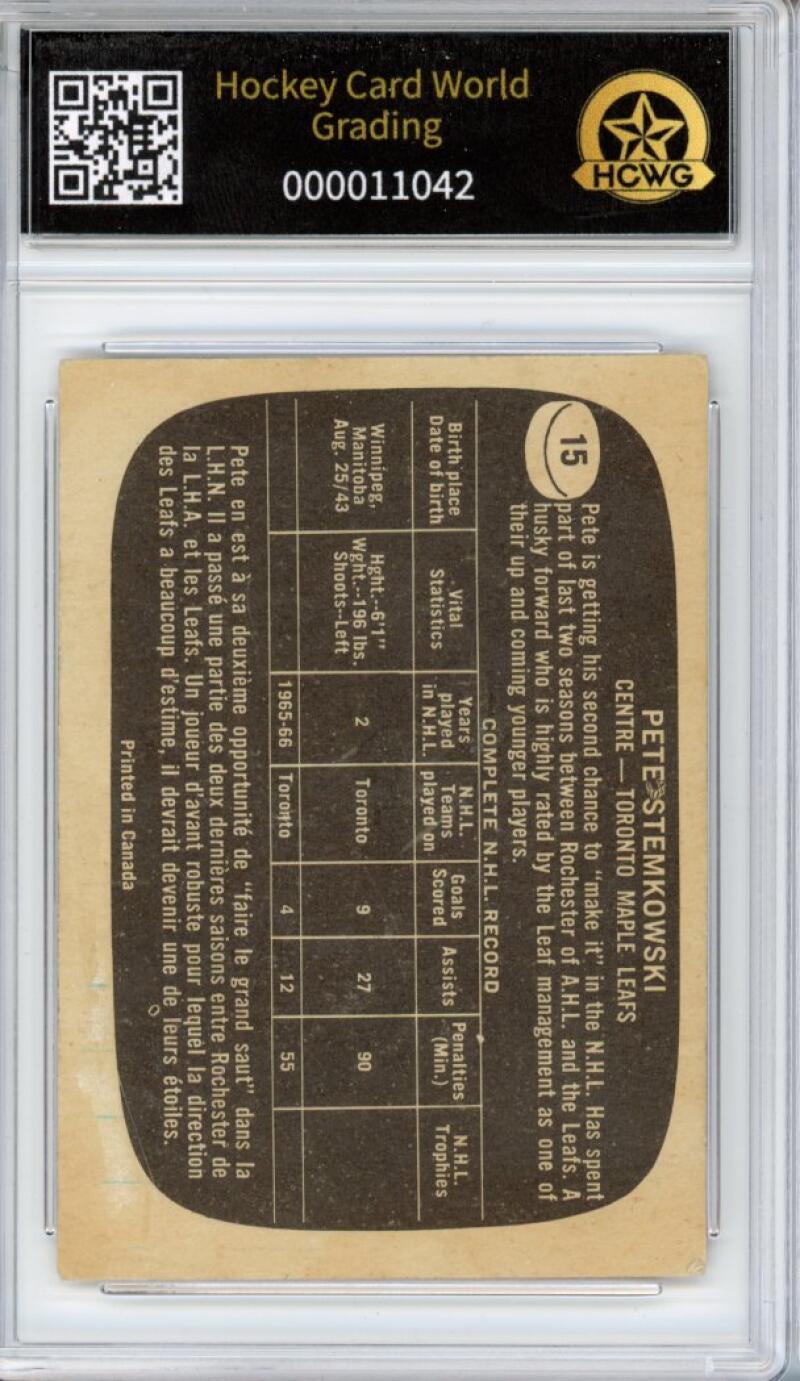 Hockey Card World
Grading
000011042
HCWG
15
PETE STEMKOWSKI
CENTRE — TORONTO MAPLE LEAFS
Pete is getting his second chance to "make it" in the N.H.L. Has spent
part of last two seasons between Rochester of A.H.L. and the Leafs. A
husky forward who is highly rated by the Leaf management as one of
their up and coming younger players.
COMPLETE N.H.L. RECORD
Birth place
Date of birth
Vital
Statistics
Years
played
in N.H.L.
N.H.L.
Teams
played on
Goals
Scored
Assists
Penalties
(Min.)
N.H.L.
Trophies
Winnipeg,
Manitoba
Aug. 25/43
Hght.--6'1"
Wght.--196 lbs.
Shoots--Left
2
Toronto
9
27
90
1965-66
Toronto
4
12
55
Pete en est à sa deuxième opportunité de "faire le grand saut" dans la
L.H.N. Il a passé une partie des deux dernières saisons entre Rochester de
la L.H.A. et les Leafs. Un joueur d'avant robuste pour lequel la direction
des Leafs a beaucoup d'estime, il devrait devenir une de leurs étoiles.
Printed in Canada